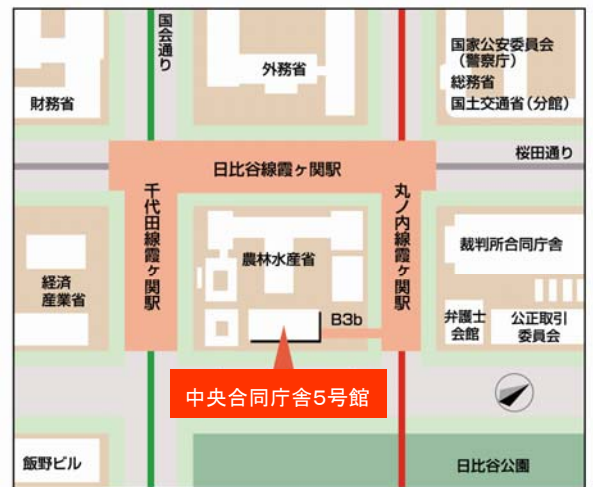 国会通り
外務省
国家公安委員会
（警察庁）
総務省
国土交通省（分館）
財務省
桜田通り
日比谷線霞ヶ関駅
千代田線霞ヶ関駅
丸ノ内線霞ヶ関駅
農林水産省
裁判所合同庁舎
経済
産業省
B3b
弁護士
会館
公正取引
委員会
中央合同庁舎5号館
飯野ビル
日比谷公園